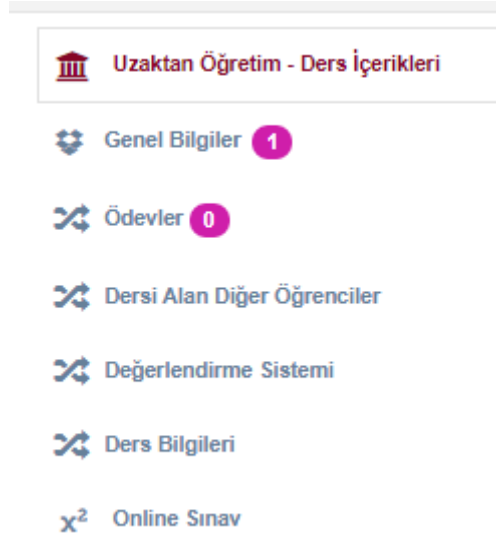 Uzaktan Öğretim - Ders İçerikleri
Genel Bilgiler 1
Ödevler 0
Dersi Alan Diğer Öğrenciler
Değerlendirme Sistemi
Ders Bilgileri
x² Online Sınav